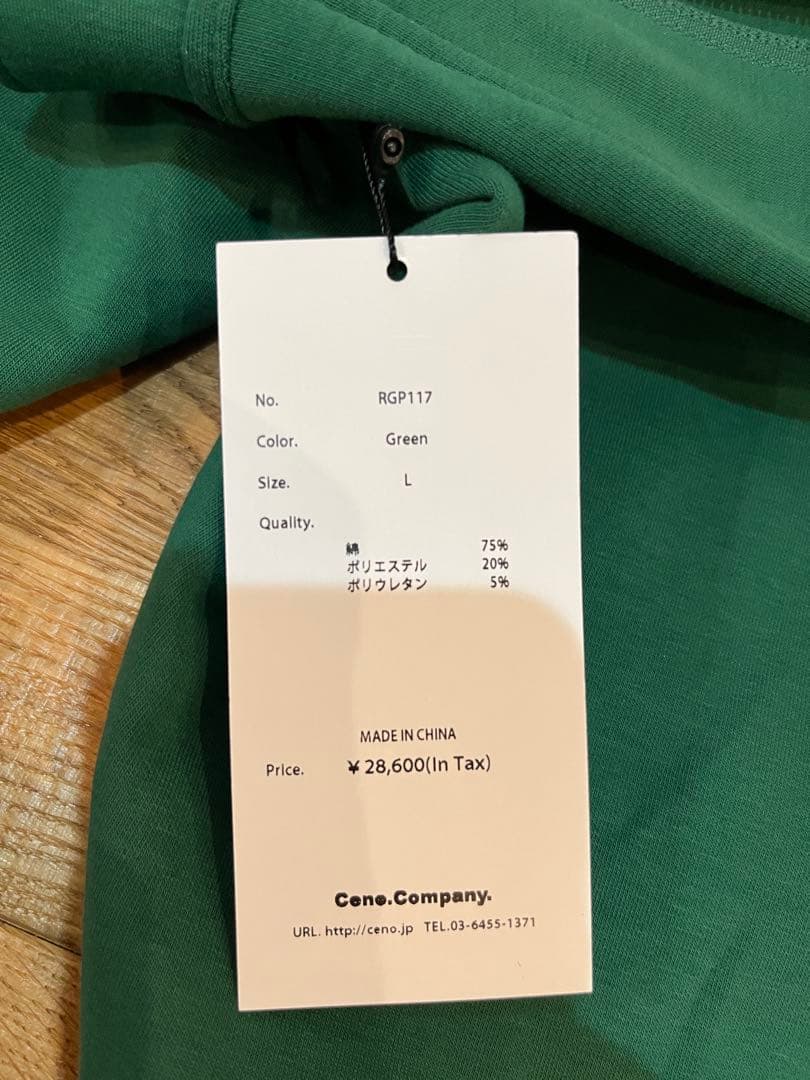 No. RGP117
Color. Green
Size. L
Quality.
綿 75%
ポリエステル 20%
ポリウレタン 5%
MADE IN CHINA
Price. ¥28,600(In Tax)
Ceno.Company.
URL. http://ceno.jp TEL.03-6455-1371